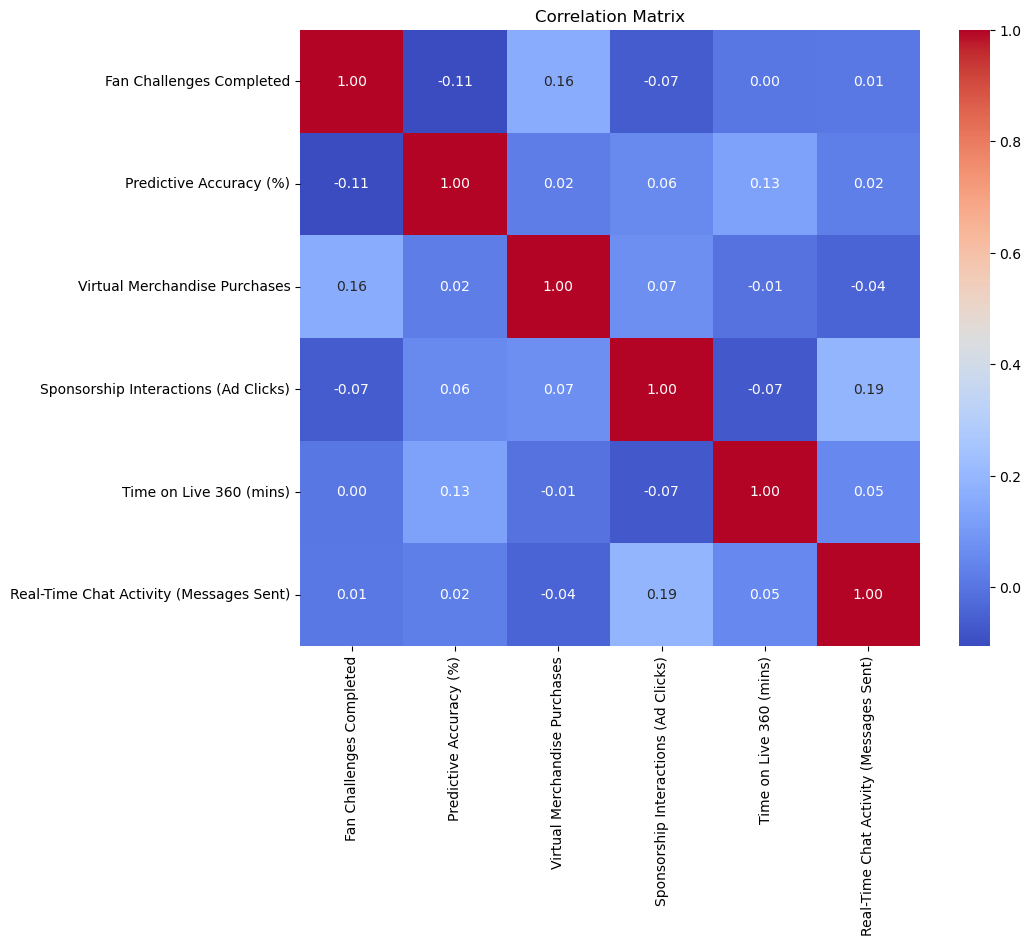 Correlation Matrix
Fan Challenges Completed
1.00 -0.11 0.16 -0.07 0.00 0.01
Predictive Accuracy (%)
-0.11 1.00 0.02 0.06 0.13 0.02
Virtual Merchandise Purchases
0.16 0.02 1.00 0.07 -0.01 -0.04
Sponsorship Interactions (Ad Clicks)
-0.07 0.06 0.07 1.00 -0.07 0.19
Time on Live 360 (mins)
0.00 0.13 -0.01 -0.07 1.00 0.05
Real-Time Chat Activity (Messages Sent)
0.01 0.02 -0.04 0.19 0.05 1.00
Fan Challenges Completed
Predictive Accuracy (%)
Virtual Merchandise Purchases
Sponsorship Interactions (Ad Clicks)
Time on Live 360 (mins)
Real-Time Chat Activity (Messages Sent)
1.0
0.8
0.6
0.4
0.2
0.0